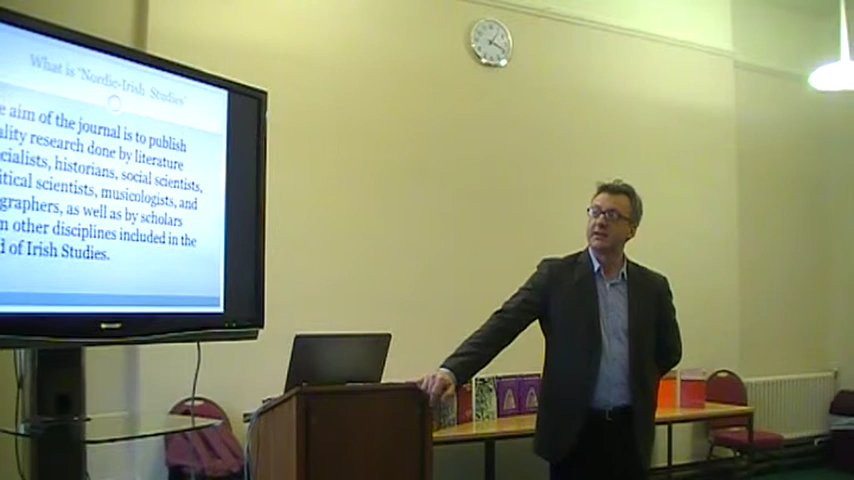 What is 'Nordic-Irish Studies'
e aim of the journal is to publish
ality research done by literature
cialists, historians, social scientists,
itical scientists, musicologists, and
graphers, as well as by scholars
m other disciplines included in the
d of Irish Studies.
SHARP